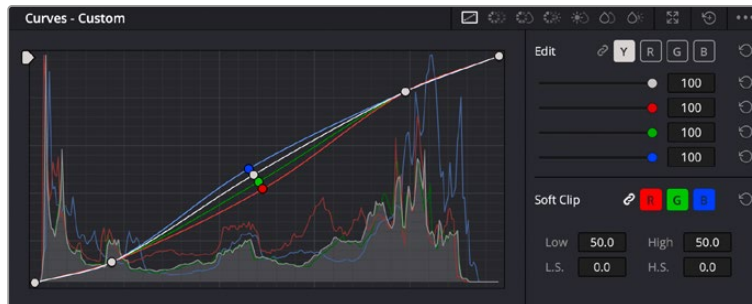 Curves - Custom
Edit Y R G B
100
100
100
100
Soft Clip R G B
Low 50.0 High 50.0
L.S. 0.0 H.S. 0.0